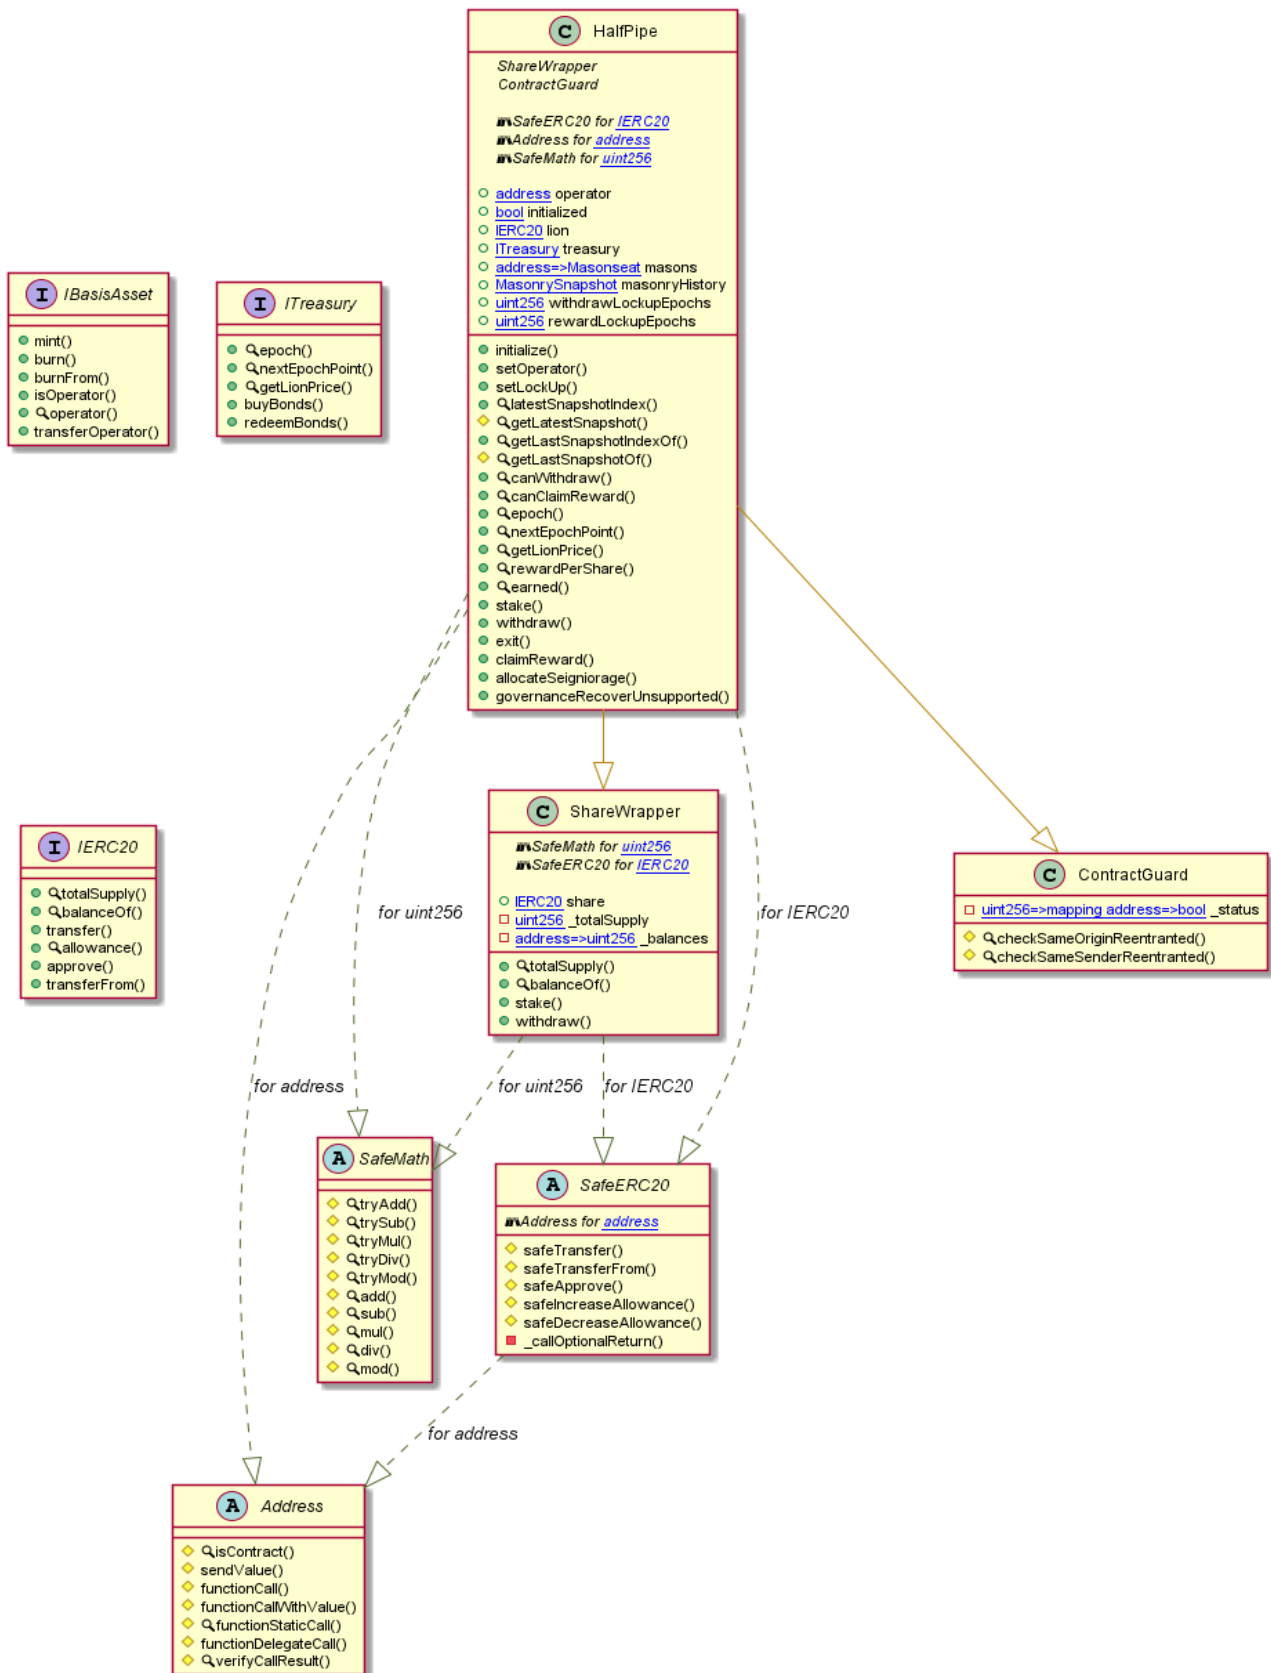 C HalfPipe
ShareWrapper
ContractGuard
SafeERC20 for IERC20
Address for address
SafeMath for uint256
address operator
bool initialized
IERC20 lion
ITreasury treasury
address=>Masonseat masons
MasonrySnapshot masonryHistory
uint256 withdrawLockupEpochs
uint256 rewardLockupEpochs
initialize()
setOperator()
setLockUp()
latestSnapshotIndex()
getLatestSnapshot()
getLastSnapshotIndexOf()
getLastSnapshotOf()
canWithdraw()
canClaimReward()
epoch()
nextEpochPoint()
getLionPrice()
rewardPerShare()
earned()
stake()
withdraw()
exit()
claimReward()
allocateSeigniorage()
governanceRecoverUnsupported()
I IBasisAsset
mint()
burn()
burnFrom()
isOperator()
operator()
transferOperator()
I ITreasury
epoch()
nextEpochPoint()
getLionPrice()
buyBonds()
redeemBonds()
I IERC20
totalSupply()
balanceOf()
transfer()
allowance()
approve()
transferFrom()
C ShareWrapper
SafeMath for uint256
SafeERC20 for IERC20
IERC20 share
uint256 _totalSupply
address=>uint256 _balances
totalSupply()
balanceOf()
stake()
withdraw()
C ContractGuard
uint256=>mapping address=>bool _status
checkSameOriginReentranted()
checkSameSenderReentranted()
for uint256
for IERC20
for address
for uint256
for IERC20
A SafeMath
tryAdd()
trySub()
tryMul()
tryDiv()
tryMod()
add()
sub()
mul()
div()
mod()
A SafeERC20
Address for address
safeTransfer()
safeTransferFrom()
safeApprove()
safeIncreaseAllowance()
safeDecreaseAllowance()
_callOptionalReturn()
for address
A Address
isContract()
sendValue()
functionCall()
functionCallWithValue()
functionStaticCall()
functionDelegateCall()
verifyCallResult()